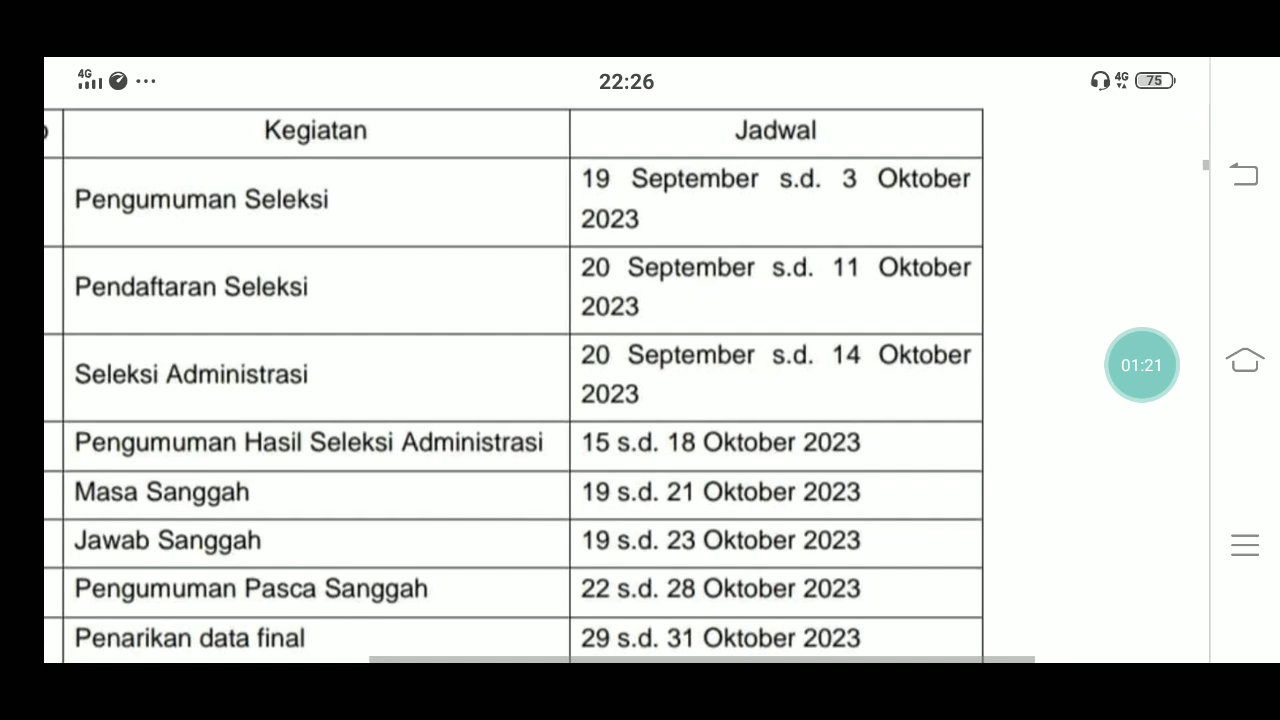 4G
22:26
4G
75
Kegiatan
Jadwal
Pengumuman Seleksi
19 September s.d. 3 Oktober
2023
Pendaftaran Seleksi
20 September s.d. 11 Oktober
2023
Seleksi Administrasi
20 September s.d. 14 Oktober
2023
Pengumuman Hasil Seleksi Administrasi
15 s.d. 18 Oktober 2023
Masa Sanggah
19 s.d. 21 Oktober 2023
Jawab Sanggah
19 s.d. 23 Oktober 2023
Pengumuman Pasca Sanggah
22 s.d. 28 Oktober 2023
Penarikan data final
29 s.d. 31 Oktober 2023
01:21